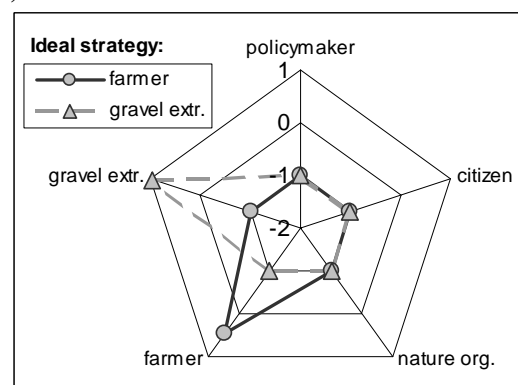 Ideal strategy:
farmer
gravel extr.
policymaker
1
0
-1
-2
gravel extr.
citizen
farmer
nature org.